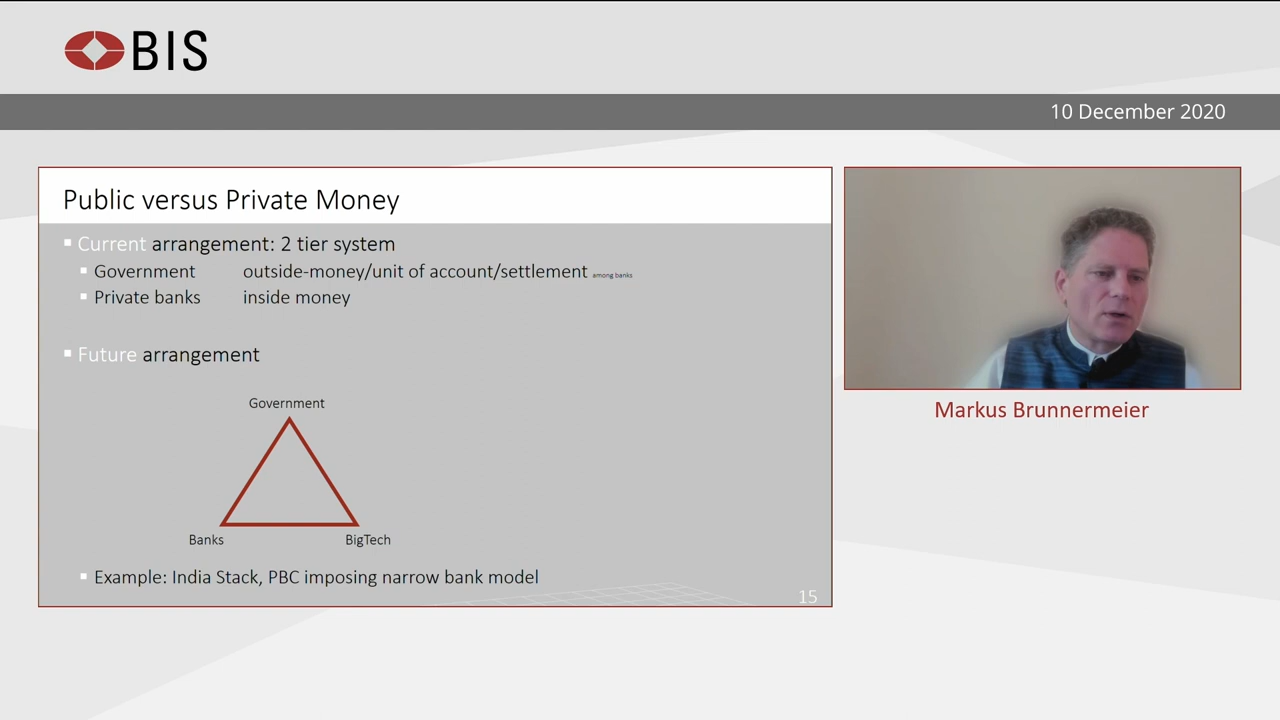 BIS
10 December 2020
Public versus Private Money
Current arrangement: 2 tier system
Government outside-money/unit of account/settlement among banks
Private banks inside money
Future arrangement
Government
Banks BigTech
Example: India Stack, PBC imposing narrow bank model
15
Markus Brunnermeier